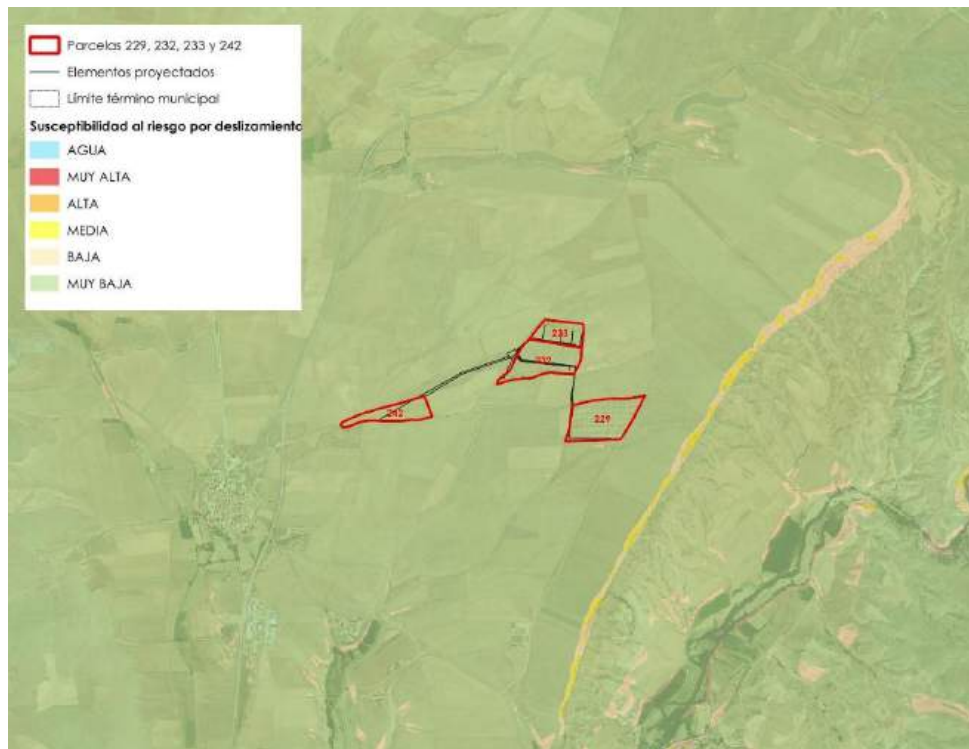 Parcelas 229, 232, 233 y 242
Elementos proyectados
Límite término municipal
Susceptibilidad al riesgo por deslizamiento
AGUA
MUY ALTA
ALTA
MEDIA
BAJA
MUY BAJA
233
232
242
229